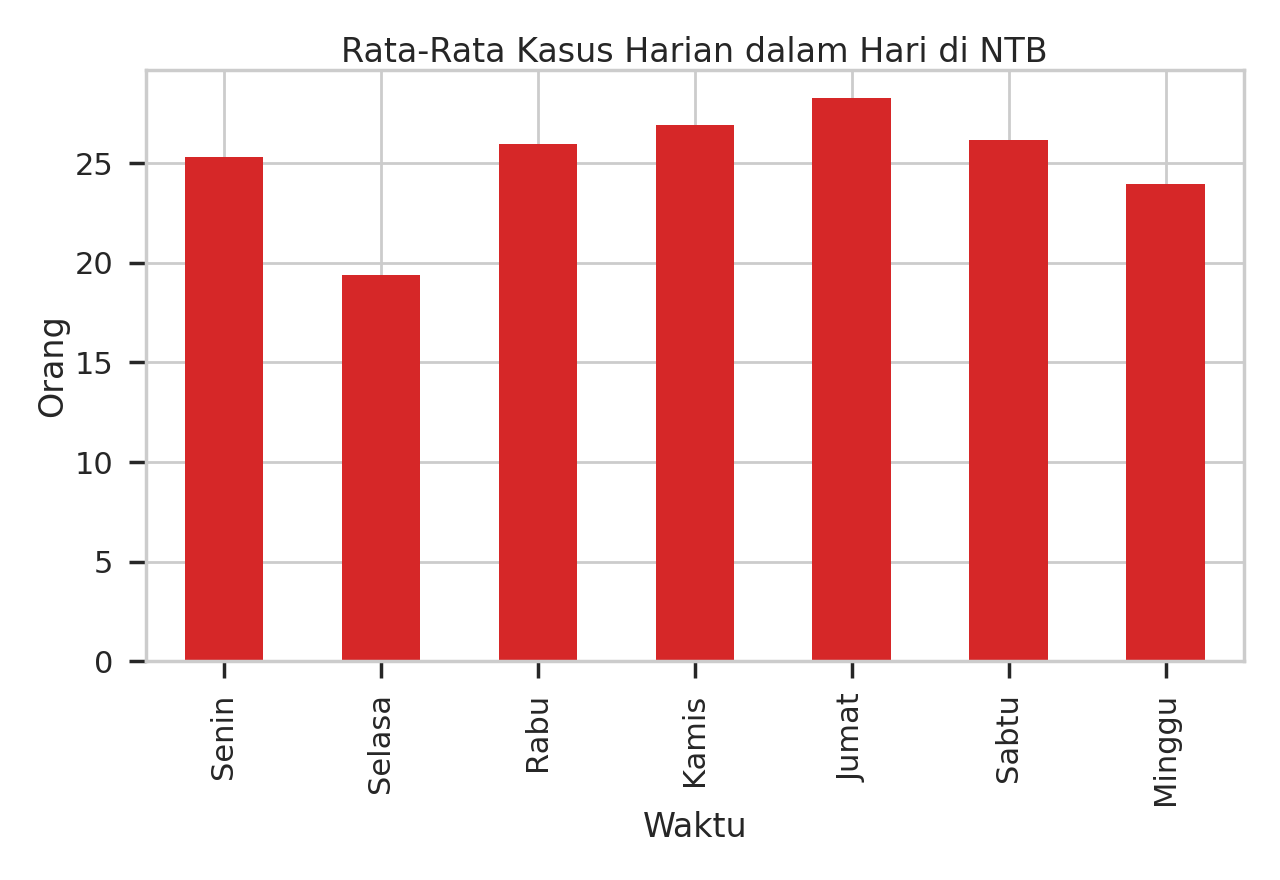 Rata-Rata Kasus Harian dalam Hari di NTB
Orang
25
20
15
10
5
0
Senin
Selasa
Rabu
Kamis
Jumat
Sabtu
Minggu
Waktu